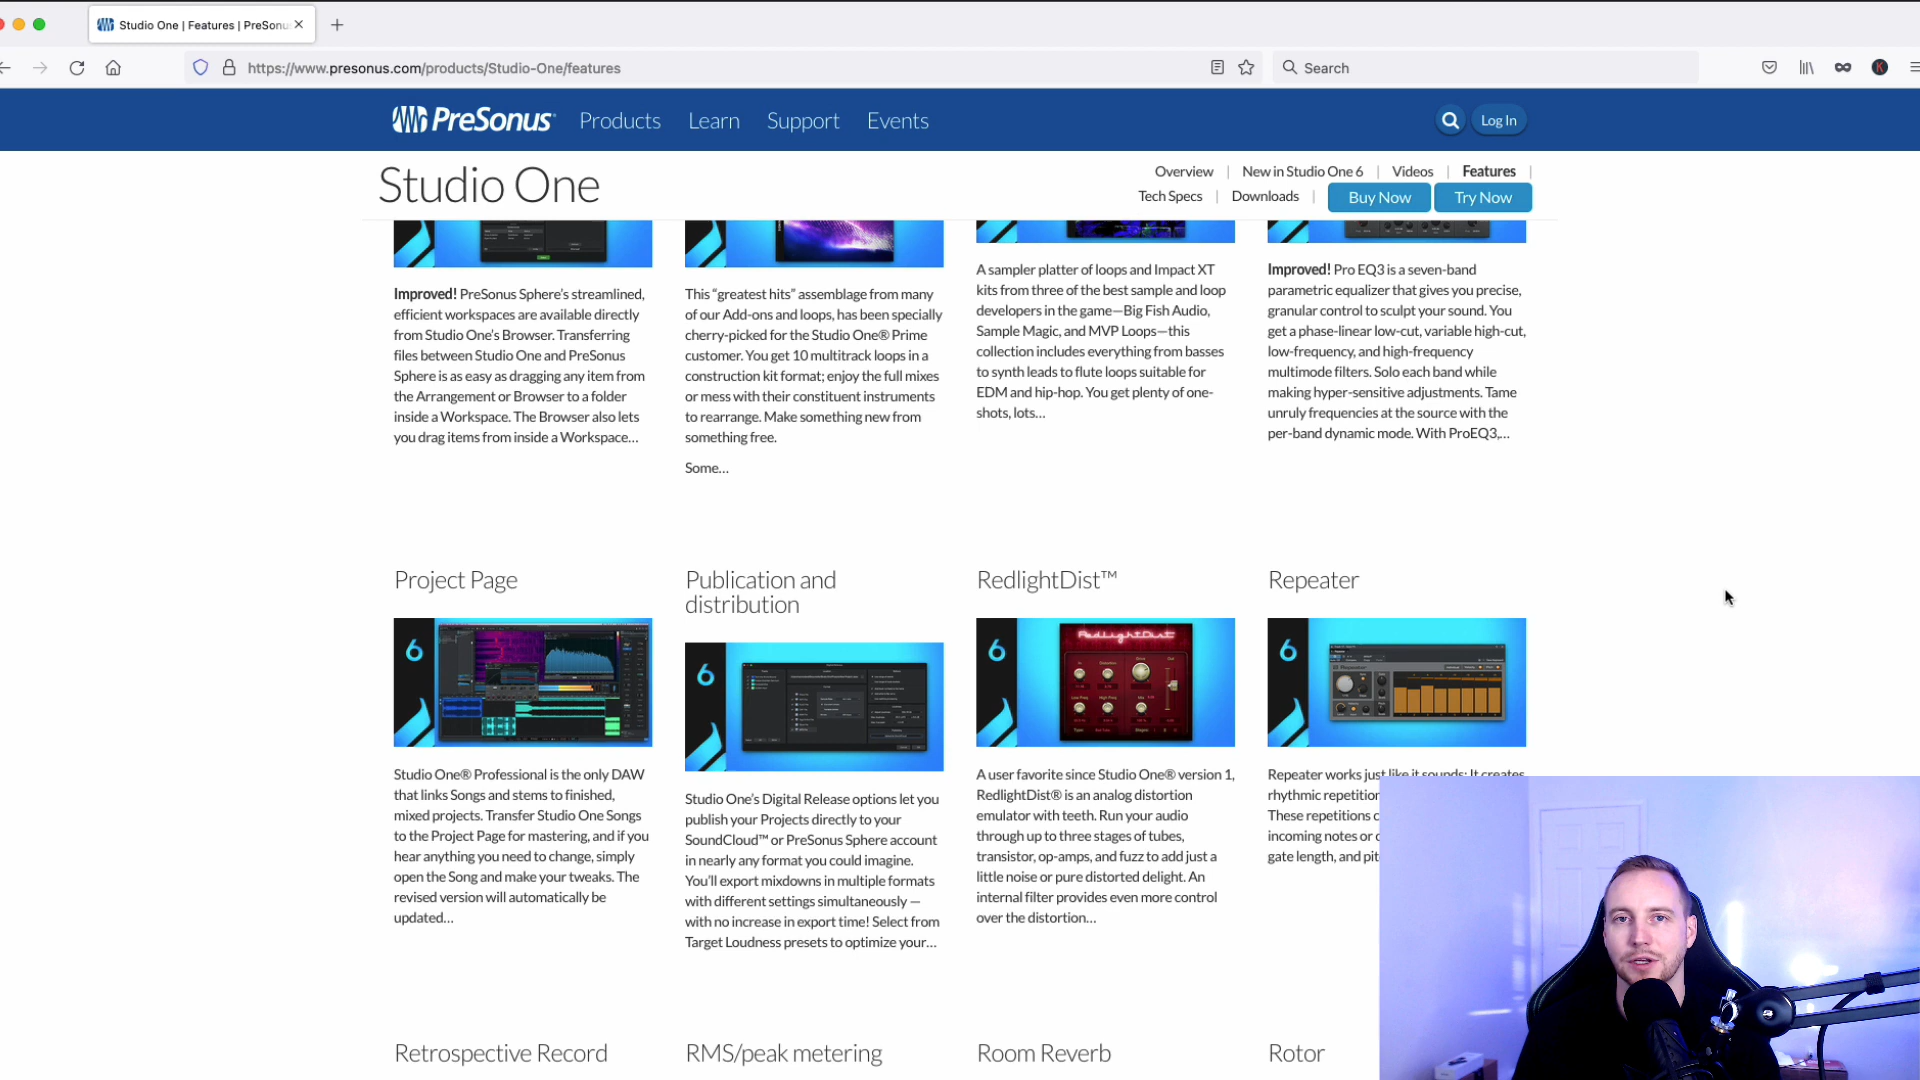 Studio One | Features | PreSonu
https://www.presonus.com/products/Studio-One/features
Search
PreSonus
Products
Learn
Support
Events
Log In
Studio One
Overview | New in Studio One 6 | Videos | Features |
Tech Specs | Downloads | Buy Now Try Now
Improved! PreSonus Sphere's streamlined,
efficient workspaces are available directly
from Studio One's Browser. Transferring
files between Studio One and PreSonus
Sphere is as easy as dragging any item from
the Arrangement or Browser to a folder
inside a Workspace. The Browser also lets
you drag items from inside a Workspace...
This “greatest hits” assemblage from many
of our Add-ons and loops, has been specially
cherry-picked for the Studio One® Prime
customer. You get 10 multitrack loops in a
construction kit format; enjoy the full mixes
or mess with their constituent instruments
to rearrange. Make something new from
something free.
Some...
A sampler platter of loops and Impact XT
kits from three of the best sample and loop
developers in the game—Big Fish Audio,
Sample Magic, and MVP Loops—this
collection includes everything from basses
to synth leads to flute loops suitable for
EDM and hip-hop. You get plenty of one-
shots, lots...
Improved! Pro EQ3 is a seven-band
parametric equalizer that gives you precise,
granular control to sculpt your sound. You
get a phase-linear low-cut, variable high-cut,
low-frequency, and high-frequency
multimode filters. Solo each band while
making hyper-sensitive adjustments. Tame
unruly frequencies at the source with the
per-band dynamic mode. With ProEQ3,...
Project Page
6
Studio One® Professional is the only DAW
that links Songs and stems to finished,
mixed projects. Transfer Studio One Songs
to the Project Page for mastering, and if you
hear anything you need to change, simply
open the Song and make your tweaks. The
revised version will automatically be
updated...
Publication and
distribution
6
Studio One's Digital Release options let you
publish your Projects directly to your
SoundCloud™ or PreSonus Sphere account
in nearly any format you could imagine.
You'll export mixdowns in multiple formats
with different settings simultaneously —
with no increase in export time! Select from
Target Loudness presets to optimize your...
RedlightDist™
6
RedlightDist
A user favorite since Studio One® version 1,
RedlightDist® is an analog distortion
emulator with teeth. Run your audio
through up to three stages of tubes,
transistor, op-amps, and fuzz to add just a
little noise or pure distorted delight. An
internal filter provides even more control
over the distortion...
Repeater
6
Repeater works just like it sounds: It creates
rhythmic repetition
These repetitions
incoming notes or
gate length, and
Retrospective Record
RMS/peak metering
Room Reverb
Rotor